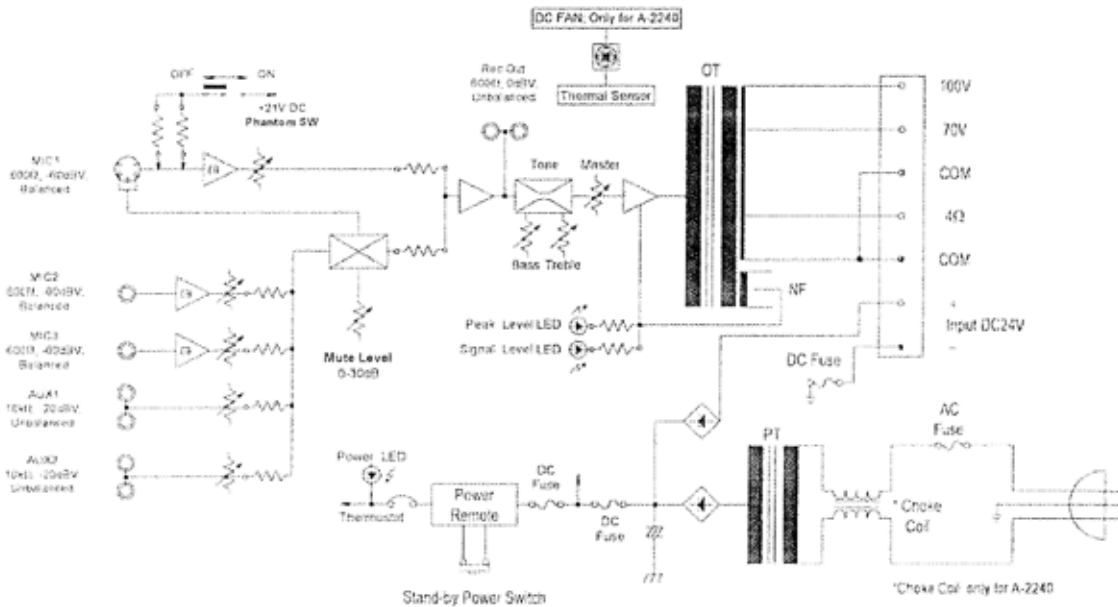 DC FAN; Only for A-2240
Thermal Sensor
OFF
ON
+21V DC
Phantom SW
Rec Out
600Ω, 0dBV,
Unbalanced
OT
100V
70V
COM
4Ω
COM
+
Input DC24V
−
MIC1
600Ω, -60dBV,
Balanced
Tone
Master
Bass Treble
NF
MIC2
600Ω, -60dBV,
Balanced
MIC3
600Ω, -60dBV,
Balanced
Mute Level
0-30dB
Peak Level LED
Signal Level LED
DC Fuse
AUX1
10kΩ, -20dBV,
Unbalanced
AUX2
10kΩ, -20dBV
Unbalanced
Power LED
Thermostat
Power
Remote
DC
Fuse
DC
Fuse
PT
AC
Fuse
* Choke
Coil
Stand-by Power Switch
*Choke Coil only for A-2240